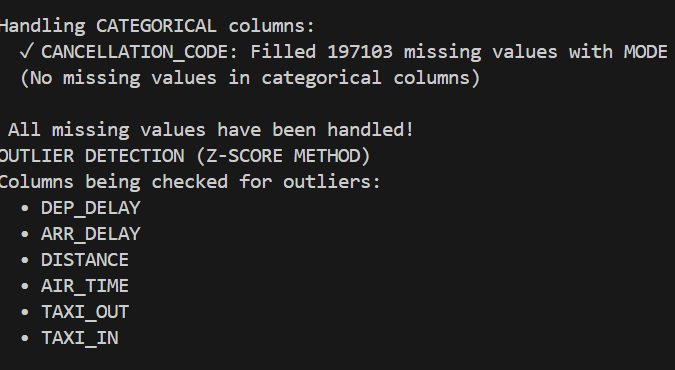 Handling CATEGORICAL columns:
✓ CANCELLATION_CODE: Filled 197103 missing values with MODE
(No missing values in categorical columns)
All missing values have been handled!
OUTLIER DETECTION (Z-SCORE METHOD)
Columns being checked for outliers:
• DEP_DELAY
• ARR_DELAY
• DISTANCE
• AIR_TIME
• TAXI_OUT
• TAXI_IN